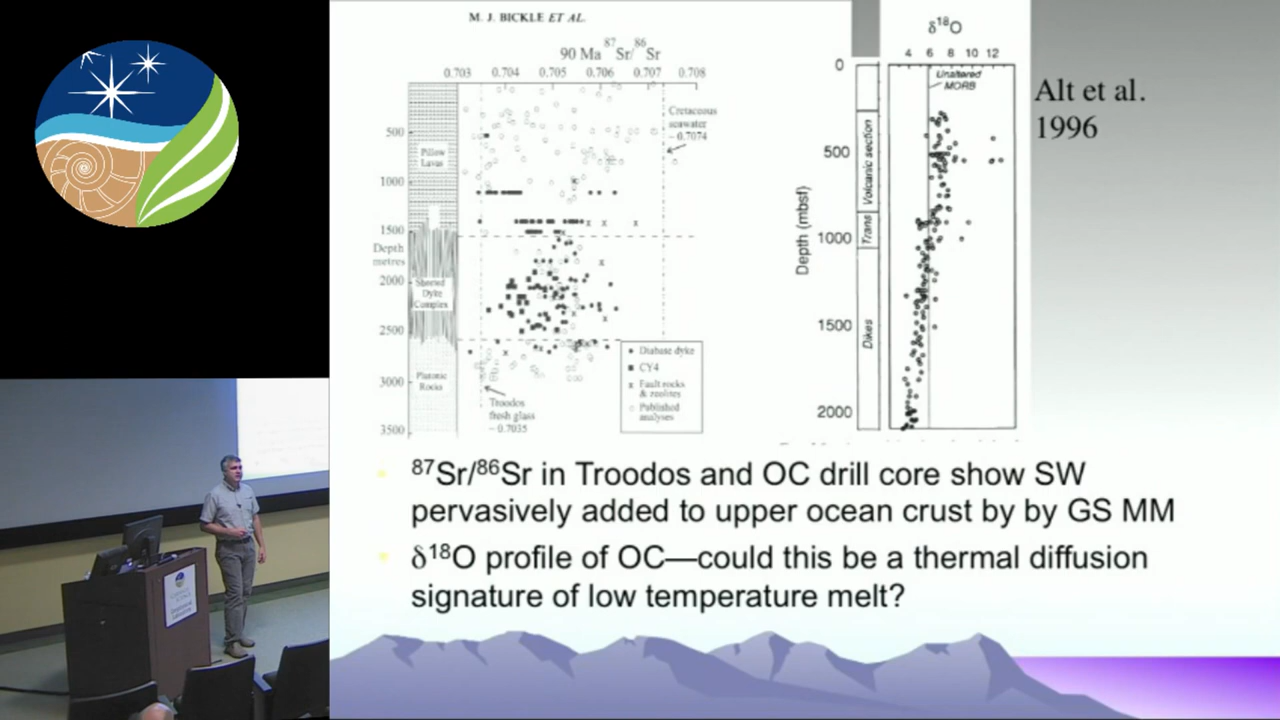 M. J. BICKLE ET AL.
90 Ma 87Sr/86Sr
0.703 0.704 0.705 0.706 0.707 0.708
Cretaceous
seawater
~ 0.7074
500
Pillow
Lavas
1000
1500
Depth
metres
2000
Sheeted
Dyke
Complex
2500
3000
Plutonic
Rocks
3500
Troodos
fresh glass
~ 0.7035
Diabase dyke
CY4
Fault rocks
& zeolites
Published
analyses
δ18O
4 6 8 10 12
Unaltered
MORB
0
500
1000
1500
2000
Depth (mbsf)
Volcanic section
Trans
Dikes
Alt et al.
1996
87Sr/86Sr in Troodos and OC drill core show SW
pervasively added to upper ocean crust by by GS MM
δ18O profile of OC—could this be a thermal diffusion
signature of low temperature melt?